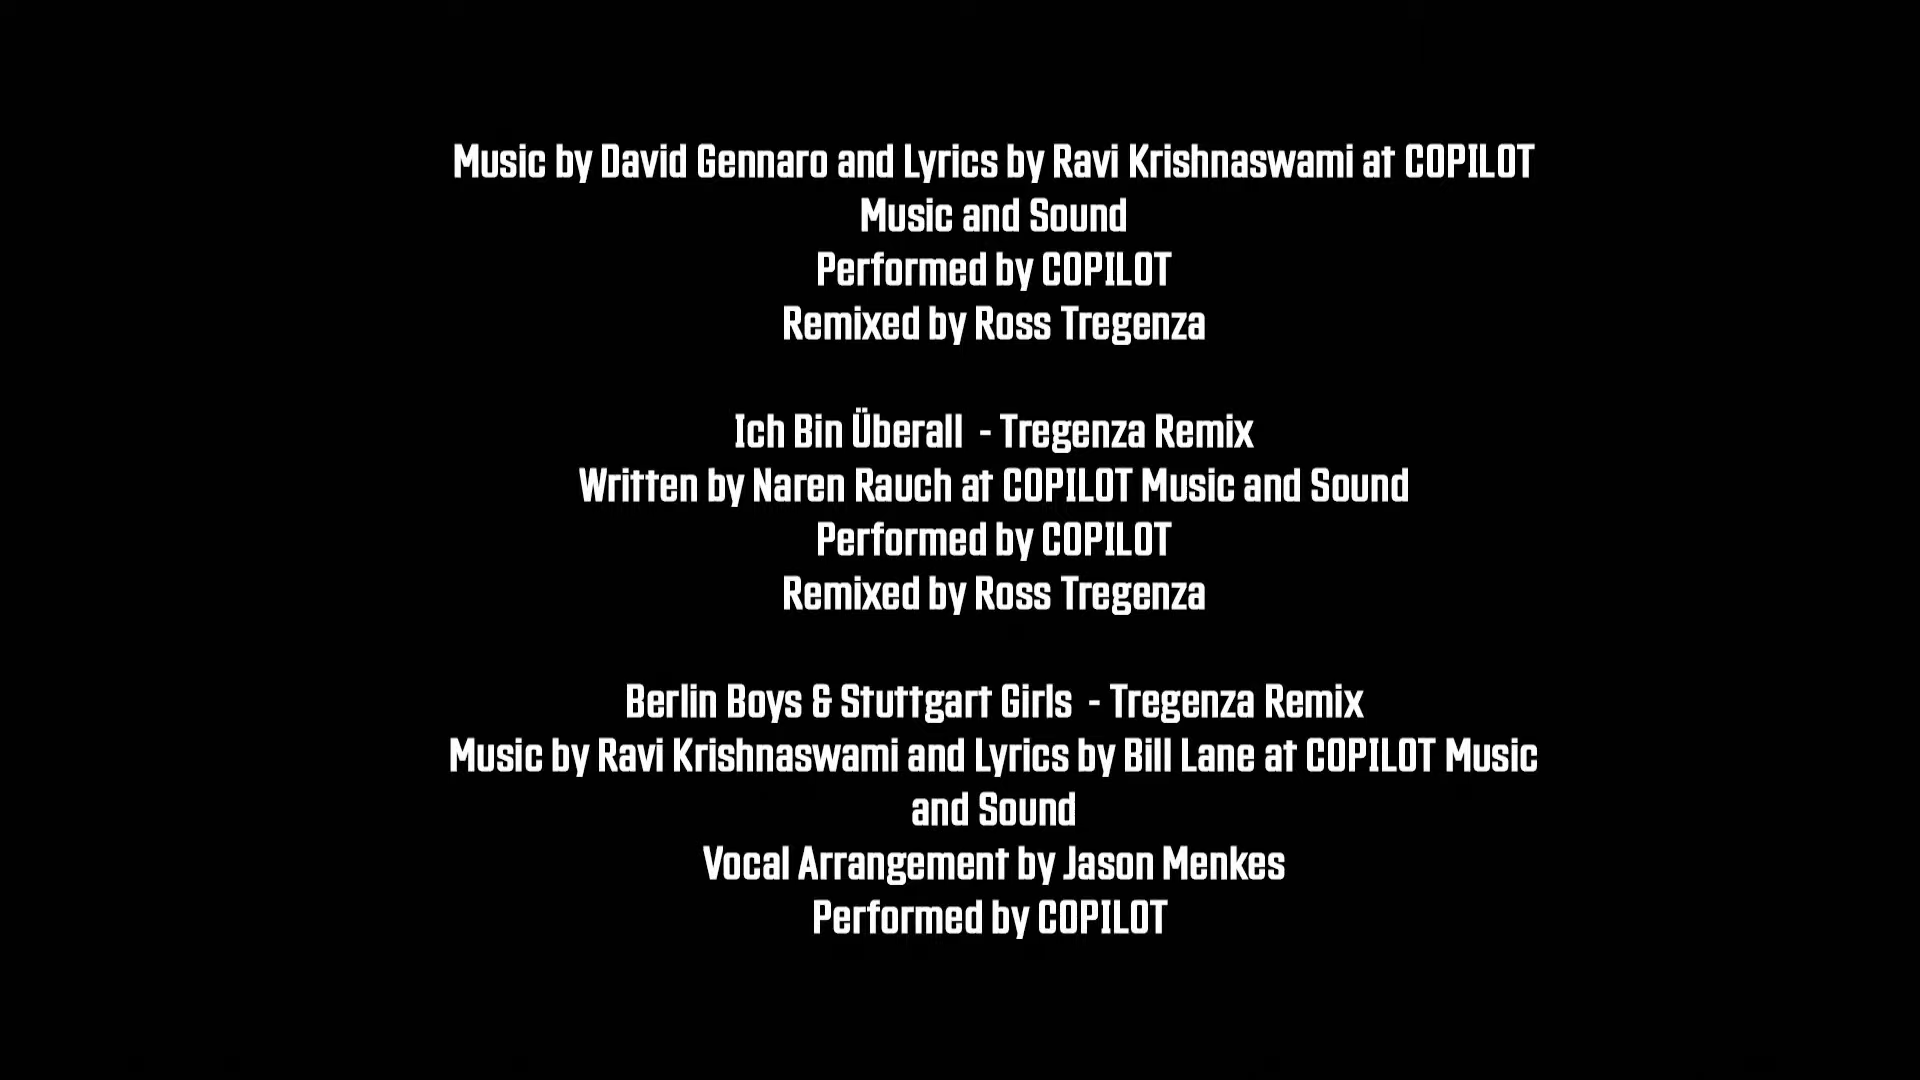 Music by David Gennaro and Lyrics by Ravi Krishnaswami at COPILOT
Music and Sound
Performed by COPILOT
Remixed by Ross Tregenza
Ich Bin Überall  - Tregenza Remix
Written by Naren Rauch at COPILOT Music and Sound
Performed by COPILOT
Remixed by Ross Tregenza
Berlin Boys & Stuttgart Girls  - Tregenza Remix
Music by Ravi Krishnaswami and Lyrics by Bill Lane at COPILOT Music
and Sound
Vocal Arrangement by Jason Menkes
Performed by COPILOT